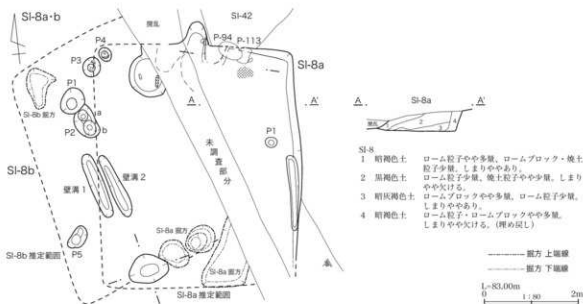 SI-8a・b
撹乱
SI-42
P-94
P-113
SI-8a
P4
P3
P1
SI-8b 掘方
a
P2
b
A
A'
P1
未調査部分
SI-8b
壁溝 1
壁溝 2
P5
SI-8b 推定範囲
SI-8a 掘方
SI-8a 掘方
SI-8a 推定範囲
A
SI-8a
A'
撹乱
1
2
3
4
SI-8
1 暗褐色土 ローム粒子やや多量、ロームブロック・焼土
粒子少量、しまりややあり。
2 黒褐色土 ローム粒子少量、焼土粒子やや少量、しまり
やや欠ける。
3 暗灰褐色土 ロームブロックやや多量、ローム粒子少量、
しまりややあり。
4 暗褐色土 ローム粒子・ロームブロックやや多量、
しまりやや欠ける。(埋め戻し)
掘方 上端線
掘方 下端線
L=83.00m
0 1 : 80 2m